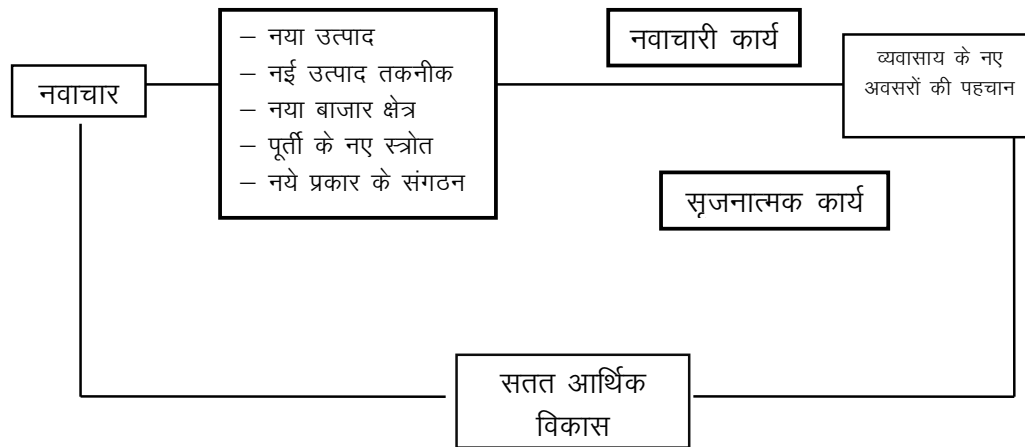 नवाचार
– नया उत्पाद
– नई उत्पाद तकनीक
– नया बाजार क्षेत्र
– पूर्ती के नए स्त्रोत
– नये प्रकार के संगठन
नवाचारी कार्य
व्यवासाय के नए
अवसरों की पहचान
सृजनात्मक कार्य
सतत आर्थिक
विकास